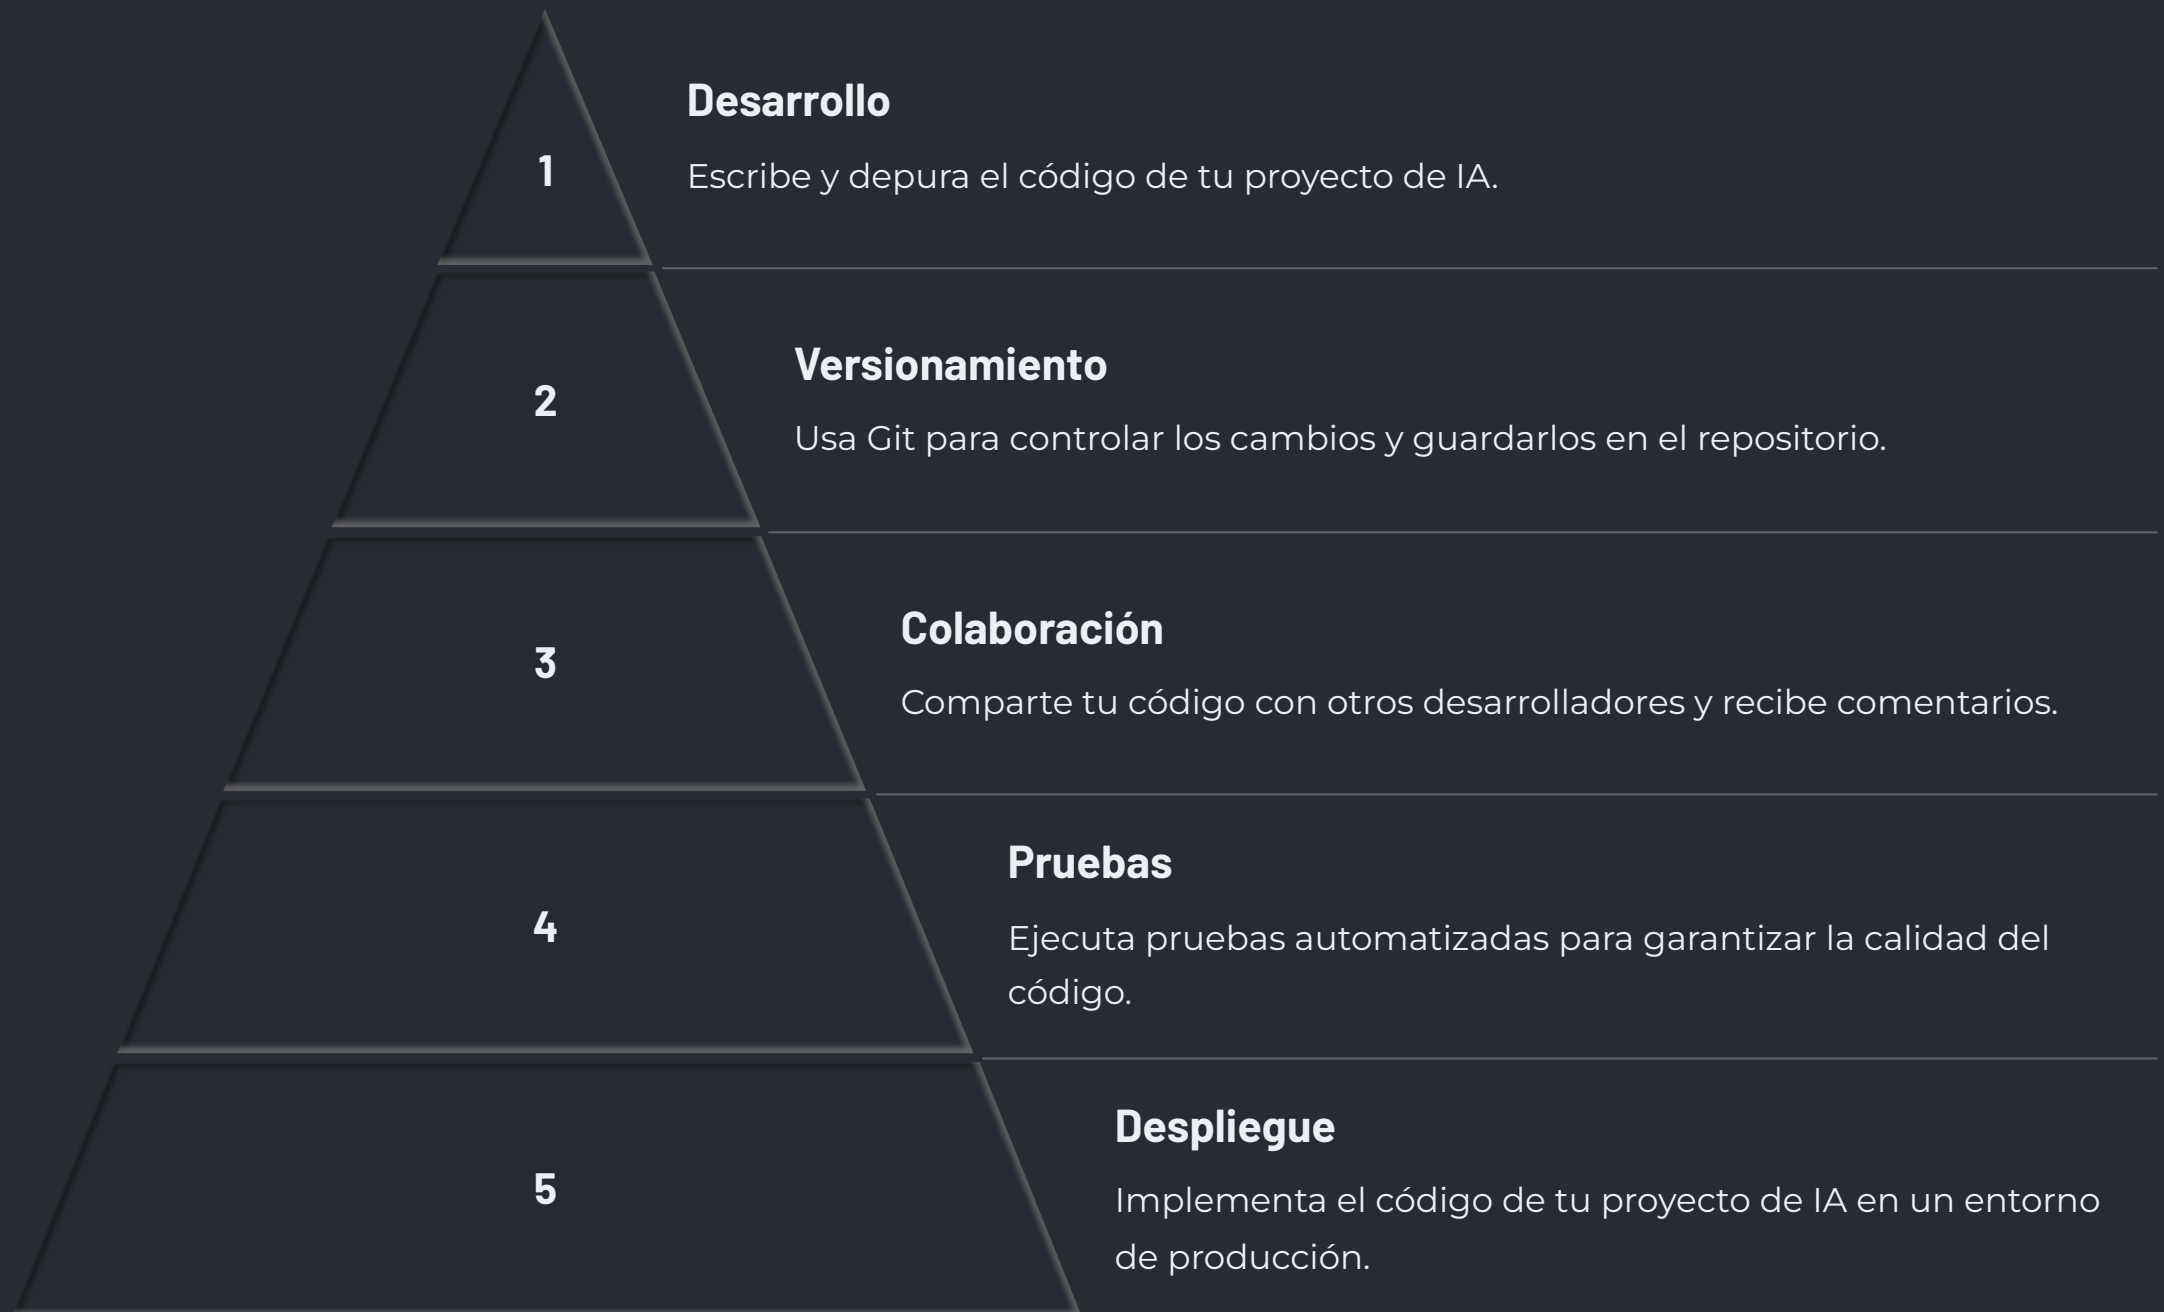 1
Desarrollo
Escribe y depura el código de tu proyecto de IA.
2
Versionamiento
Usa Git para controlar los cambios y guardarlos en el repositorio.
3
Colaboración
Comparte tu código con otros desarrolladores y recibe comentarios.
4
Pruebas
Ejecuta pruebas automatizadas para garantizar la calidad del
código.
5
Despliegue
Implementa el código de tu proyecto de IA en un entorno
de producción.